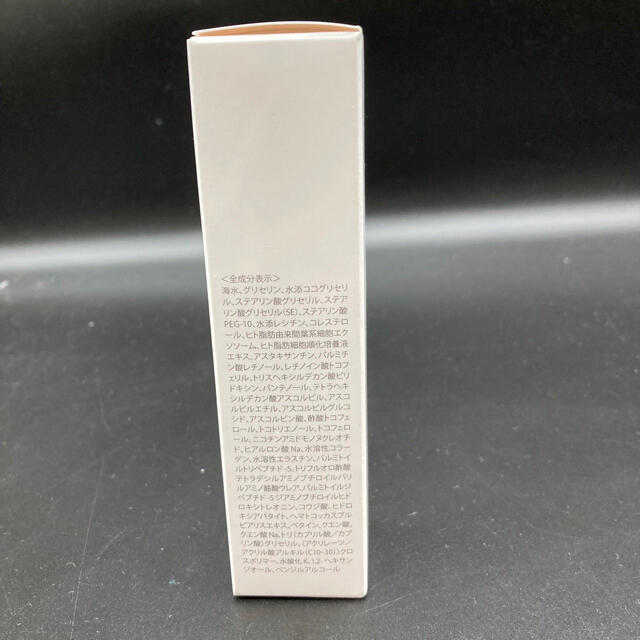 <全成分表示>
海水、グリセリン、水添ココグリセリ
ル、ステアリン酸グリセリル、ステア
リン酸グリセリル(SE)、ステアリン酸
PEG-10、水添レシチン、コレステロ
ール、ヒト脂肪由来間葉系細胞エク
ソソーム、ヒト脂肪細胞順化培養液
エキス、アスタキサンチン、パルミチ
ン酸レチノール、レチノイン酸トコフ
ェリル、トリスヘキシルデカン酸ピリ
ドキシン、パンテノール、テトラヘキ
シルデカン酸アスコルビル、アスコ
ルビルエチル、アスコルビルグルコ
シド、アスコルビン酸、酢酸トコフェ
ロール、トコトリエノール、トコフェロ
ール、ニコチンアミドモノヌクレオチ
ド、ヒアルロン酸Na、水溶性コラー
ゲン、水溶性エラスチン、パルミトイ
ルトリペプチド-5、トリフルオロ酢酸
テトラデシルアミノブチロイルバリル
アミノ酪酸ウレア、パルミトイルジ
ペプチド-5ジアミノブチロイルヒド
ロキシトレオニン、コウジ酸、ヒドロ
キシアパタイト、ヘマトコッカスプル
ビアリスエキス、ベタイン、クエン酸、
クエン酸Na、トリ(カプリル酸/カプ
リン酸)グリセリル、(アクリレーツ/
アクリル酸アルキル(C10-30))クロ
スポリマー、水酸化K、1,2-ヘキサン
ジオール、ベンジルアルコール